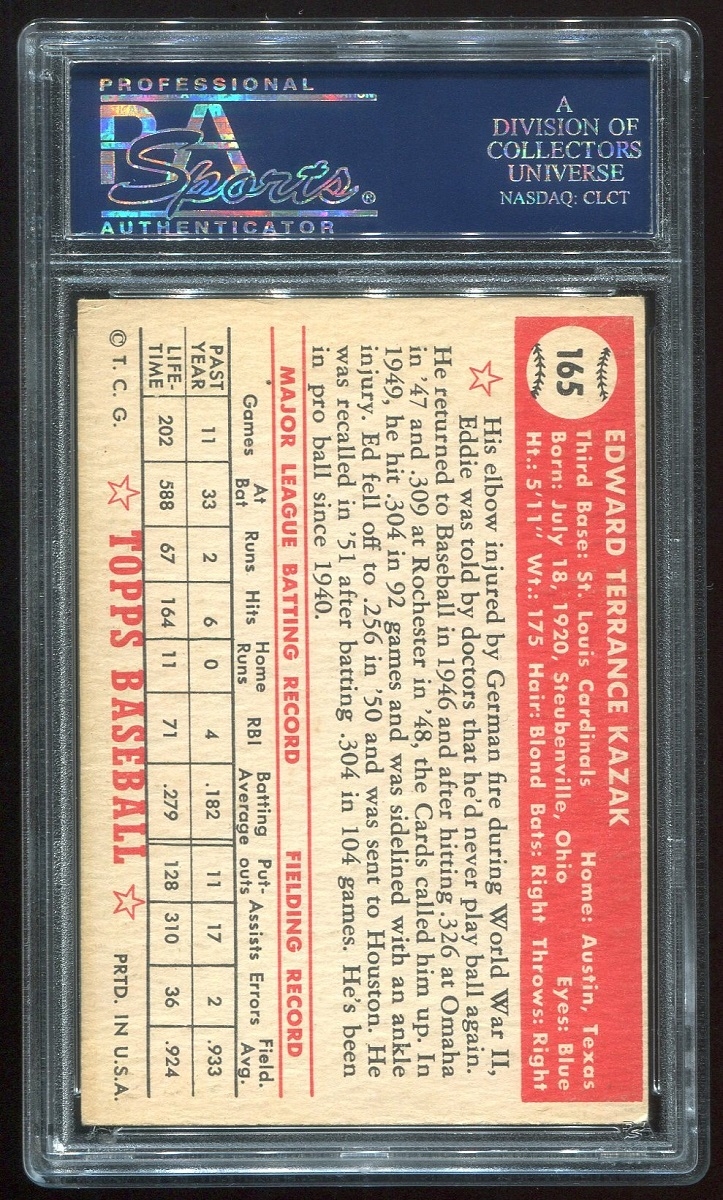 PROFESSIONAL
PSA
Sports®
AUTHENTICATOR
A
DIVISION OF
COLLECTORS
UNIVERSE
NASDAQ: CLCT
165
EDWARD TERRANCE KAZAK
Third Base: St. Louis Cardinals Home: Austin, Texas
Born: July 18, 1920, Steubenville, Ohio Eyes: Blue
Ht.: 5'11" Wt.: 175 Hair: Blond Bats: Right Throws: Right
His elbow injured by German fire during World War II,
Eddie was told by doctors that he'd never play ball again.
He returned to Baseball in 1946 and after hitting .326 at Omaha
in '47 and .309 at Rochester in '48, the Cards called him up. In
1949, he hit .304 in 92 games and was sidelined with an ankle
injury. Ed fell off to .256 in '50 and was sent to Houston. He
was recalled in '51 after batting .304 in 104 games. He's been
in pro ball since 1940.
MAJOR LEAGUE BATTING RECORD FIELDING RECORD
Games At Bat Runs Hits Home Runs RBI Batting Average Put-outs Assists Errors Field. Avg.
PAST YEAR 11 33 2 6 0 4 .182 11 17 2 .933
LIFE-TIME 202 588 67 164 11 71 .279 128 310 36 .924
© T. C. G. TOPPS BASEBALL PRTD. IN U.S.A.